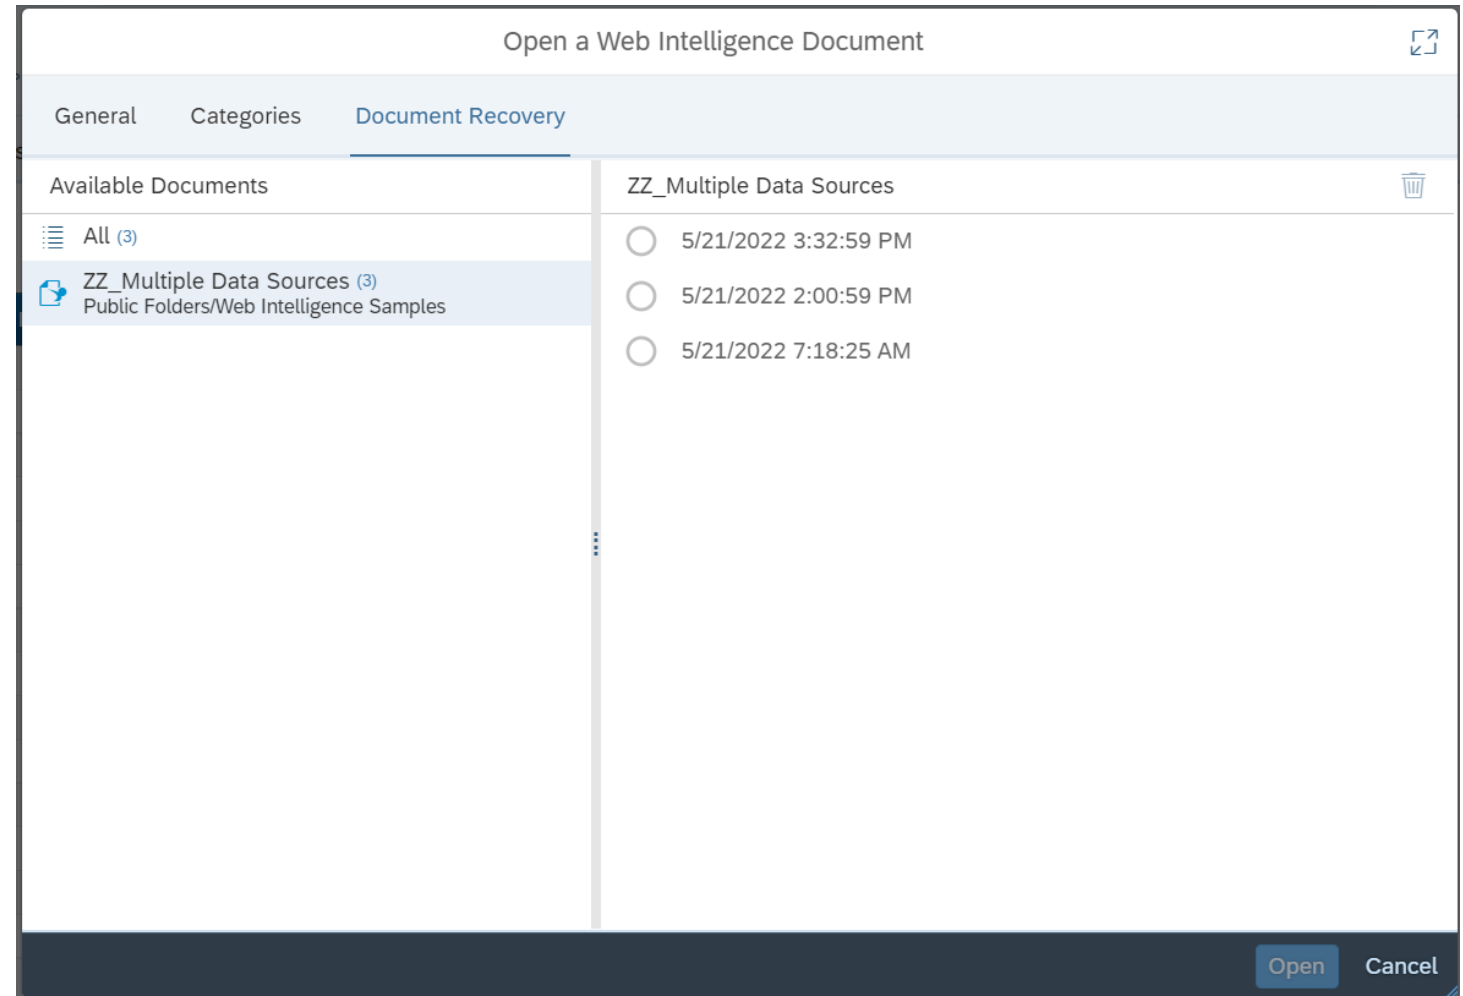 Open a Web Intelligence Document
General Categories Document Recovery
Available Documents
All (3)
ZZ_Multiple Data Sources (3)
Public Folders/Web Intelligence Samples
ZZ_Multiple Data Sources
5/21/2022 3:32:59 PM
5/21/2022 2:00:59 PM
5/21/2022 7:18:25 AM
Open Cancel